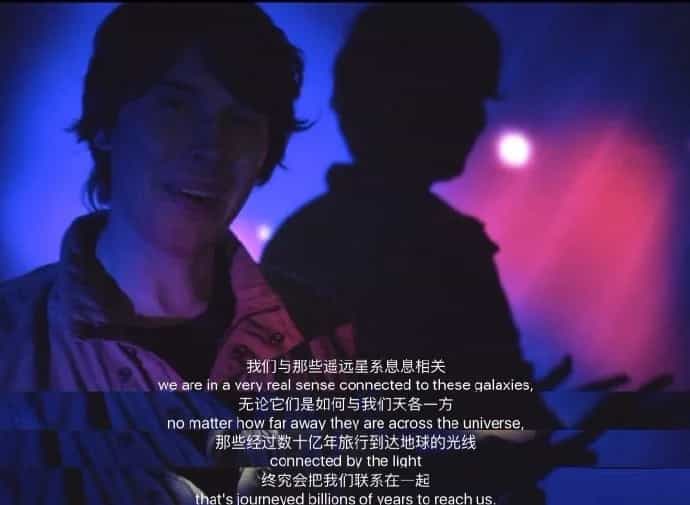 我们与那些遥远星系息息相关
we are in a very real sense connected to these galaxies,
无论它们是如何与我们天各一方
no matter how far away they are across the universe,
那些经过数十亿年旅行到达地球的光线
connected by the light
终究会把我们联系在一起
that's journeyed billions of years to reach us.